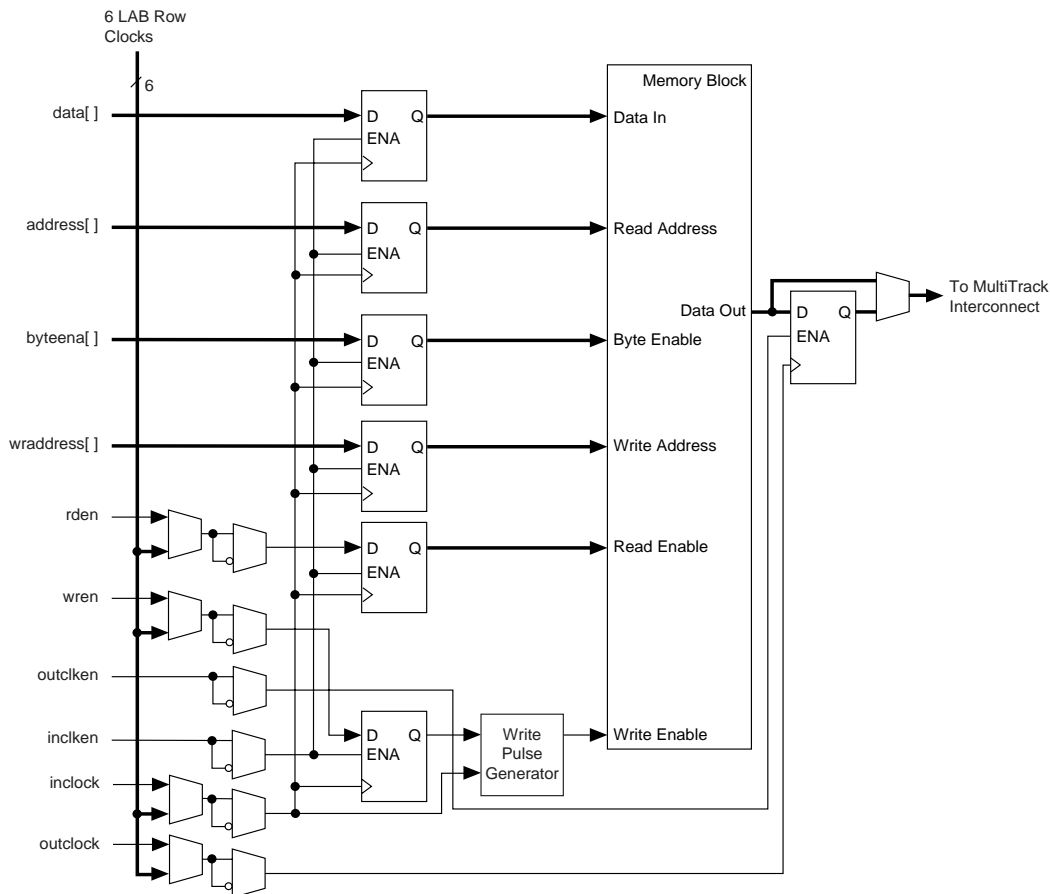 6 LAB Row
Clocks
6
Memory Block
data[ ]
D Q
ENA
Data In
address[ ]
D Q
ENA
Read Address
To MultiTrack
Interconnect
Data Out
D Q
ENA
byteena[ ]
D Q
ENA
Byte Enable
wraddress[ ]
D Q
ENA
Write Address
rden
D Q
ENA
Read Enable
wren
outclken
inclken
D Q
ENA
Write
Pulse
Generator
Write Enable
inclock
outclock